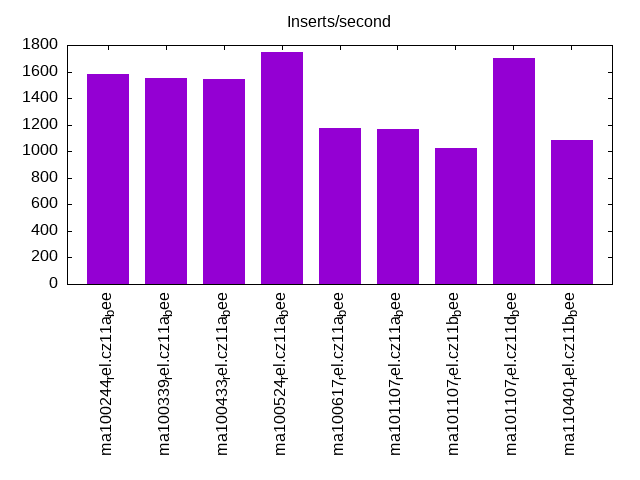 Inserts/second
1800
1600
1400
1200
1000
800
600
400
200
0
ma100244rel.cz11abee
ma100339rel.cz11abee
ma100433rel.cz11abee
ma100524rel.cz11abee
ma100617rel.cz11abee
ma101107rel.cz11abee
ma101107rel.cz11bbee
ma101107rel.cz11dbee
ma110401rel.cz11bbee